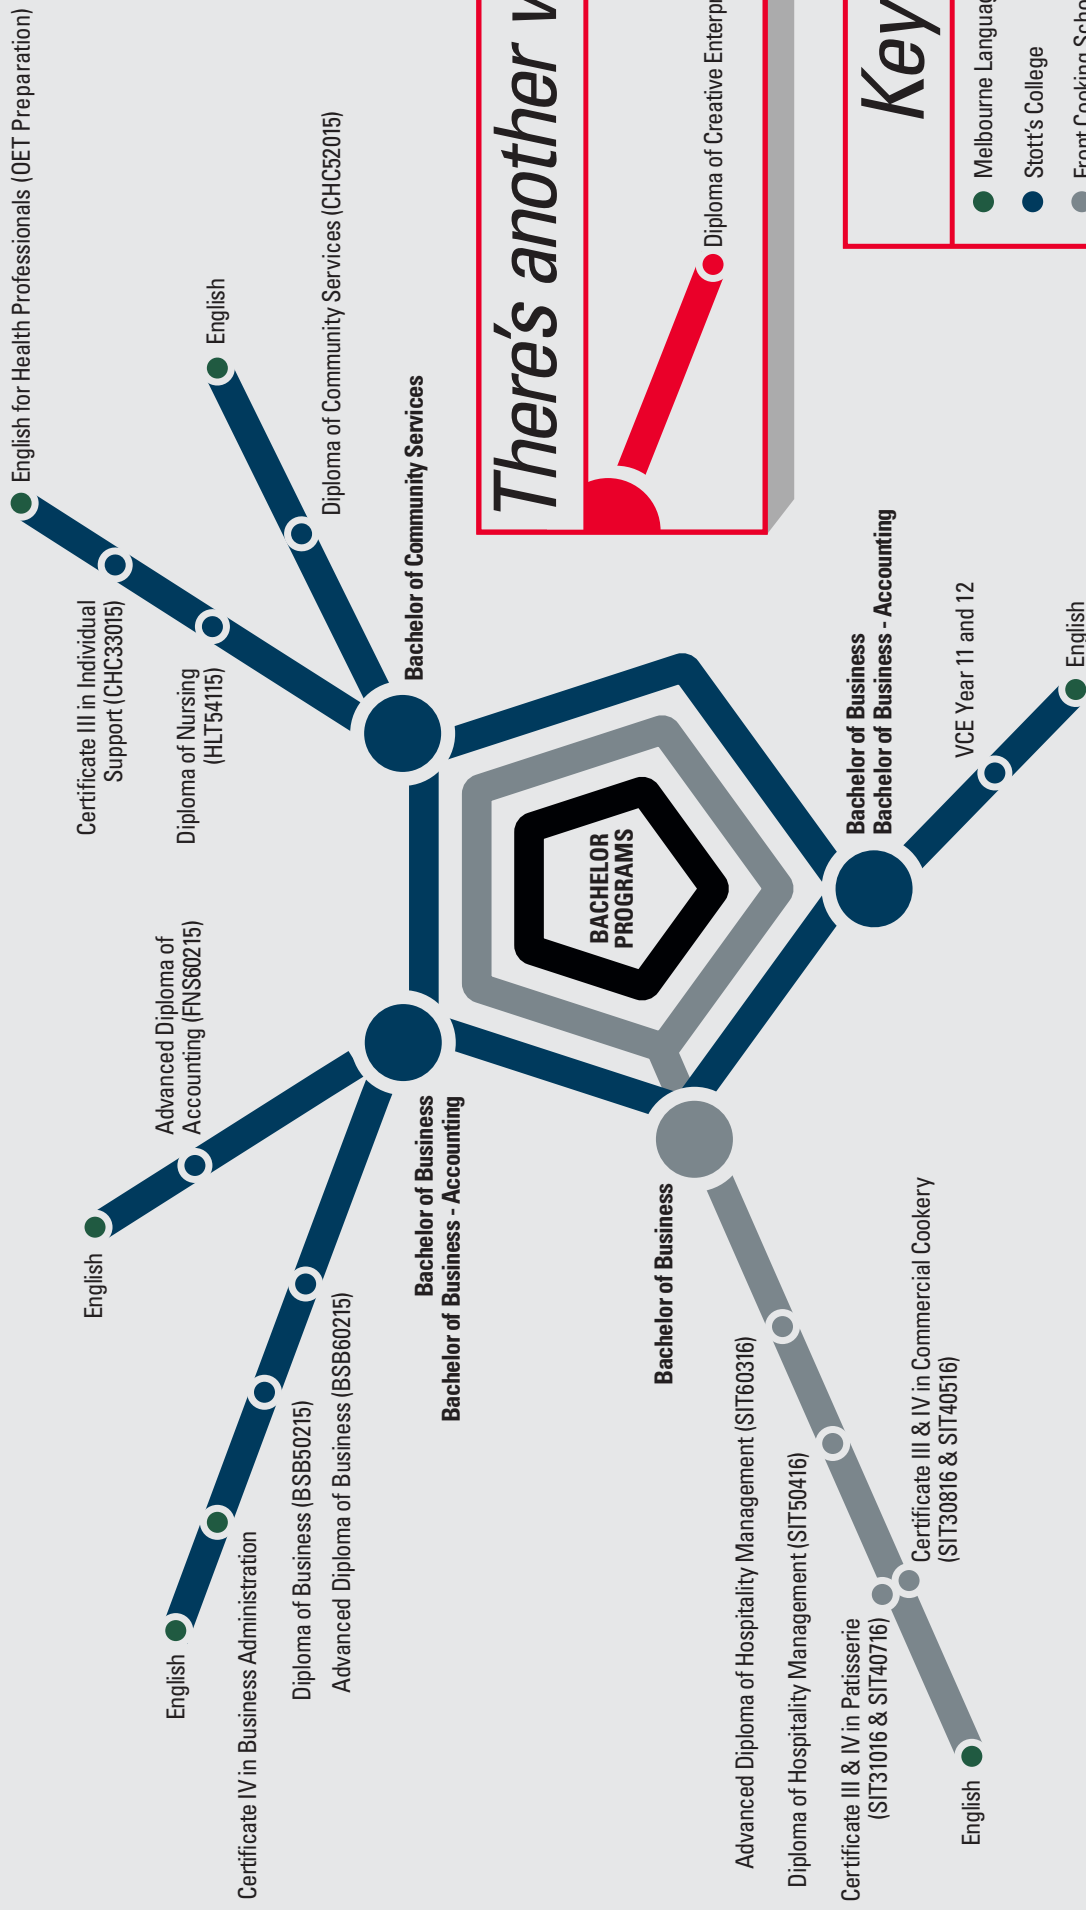 English for Health Professionals (OET Preparation)
English
Certificate III in Individual
Support (CHC33015)
Advanced Diploma of
Accounting (FNS60215)
English
Diploma of Nursing
(HLT54115)
English
Certificate IV in Business Administration
Diploma of Business (BSB50215)
Advanced Diploma of Business (BSB60215)
Diploma of Community Services (CHC52015)
Bachelor of Business
Bachelor of Business - Accounting
Bachelor of Community Services
There's another
BACHELOR
PROGRAMS
Bachelor of Business
Diploma of Creative Enterpr
Advanced Diploma of Hospitality Management (SIT60316)
Diploma of Hospitality Management (SIT50416)
Certificate III & IV in Patisserie
(SIT31016 & SIT40716)
Certificate III & IV in Commercial Cookery
(SIT30816 & SIT40516)
English
Bachelor of Business
Bachelor of Business - Accounting
VCE Year 11 and 12
English
Key
Melbourne Languag
Stott's College
Front Cooking Scho